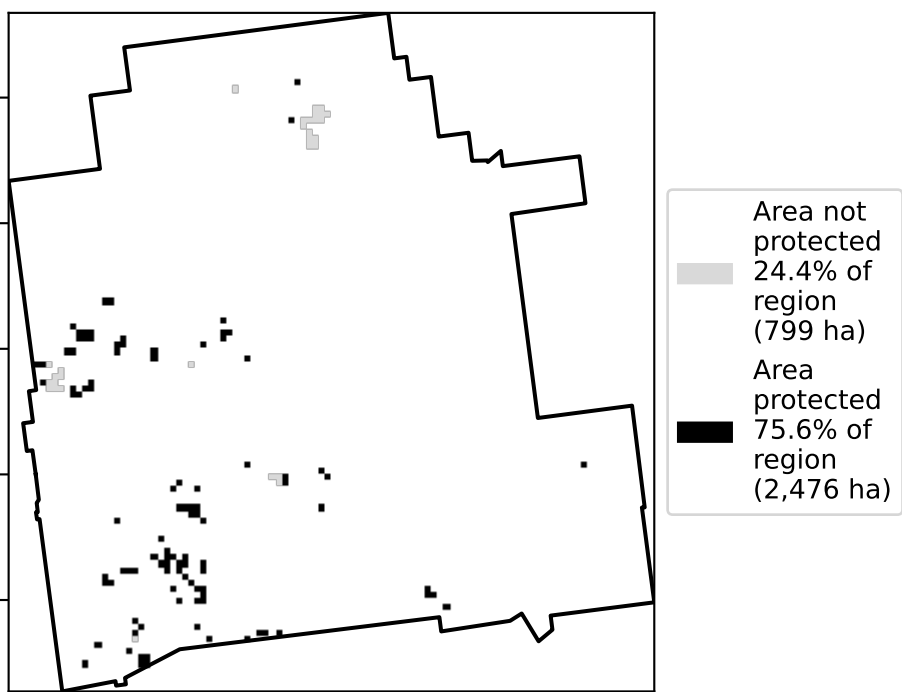 Area not
protected
24.4% of
region
(799 ha)
Area
protected
75.6% of
region
(2,476 ha)